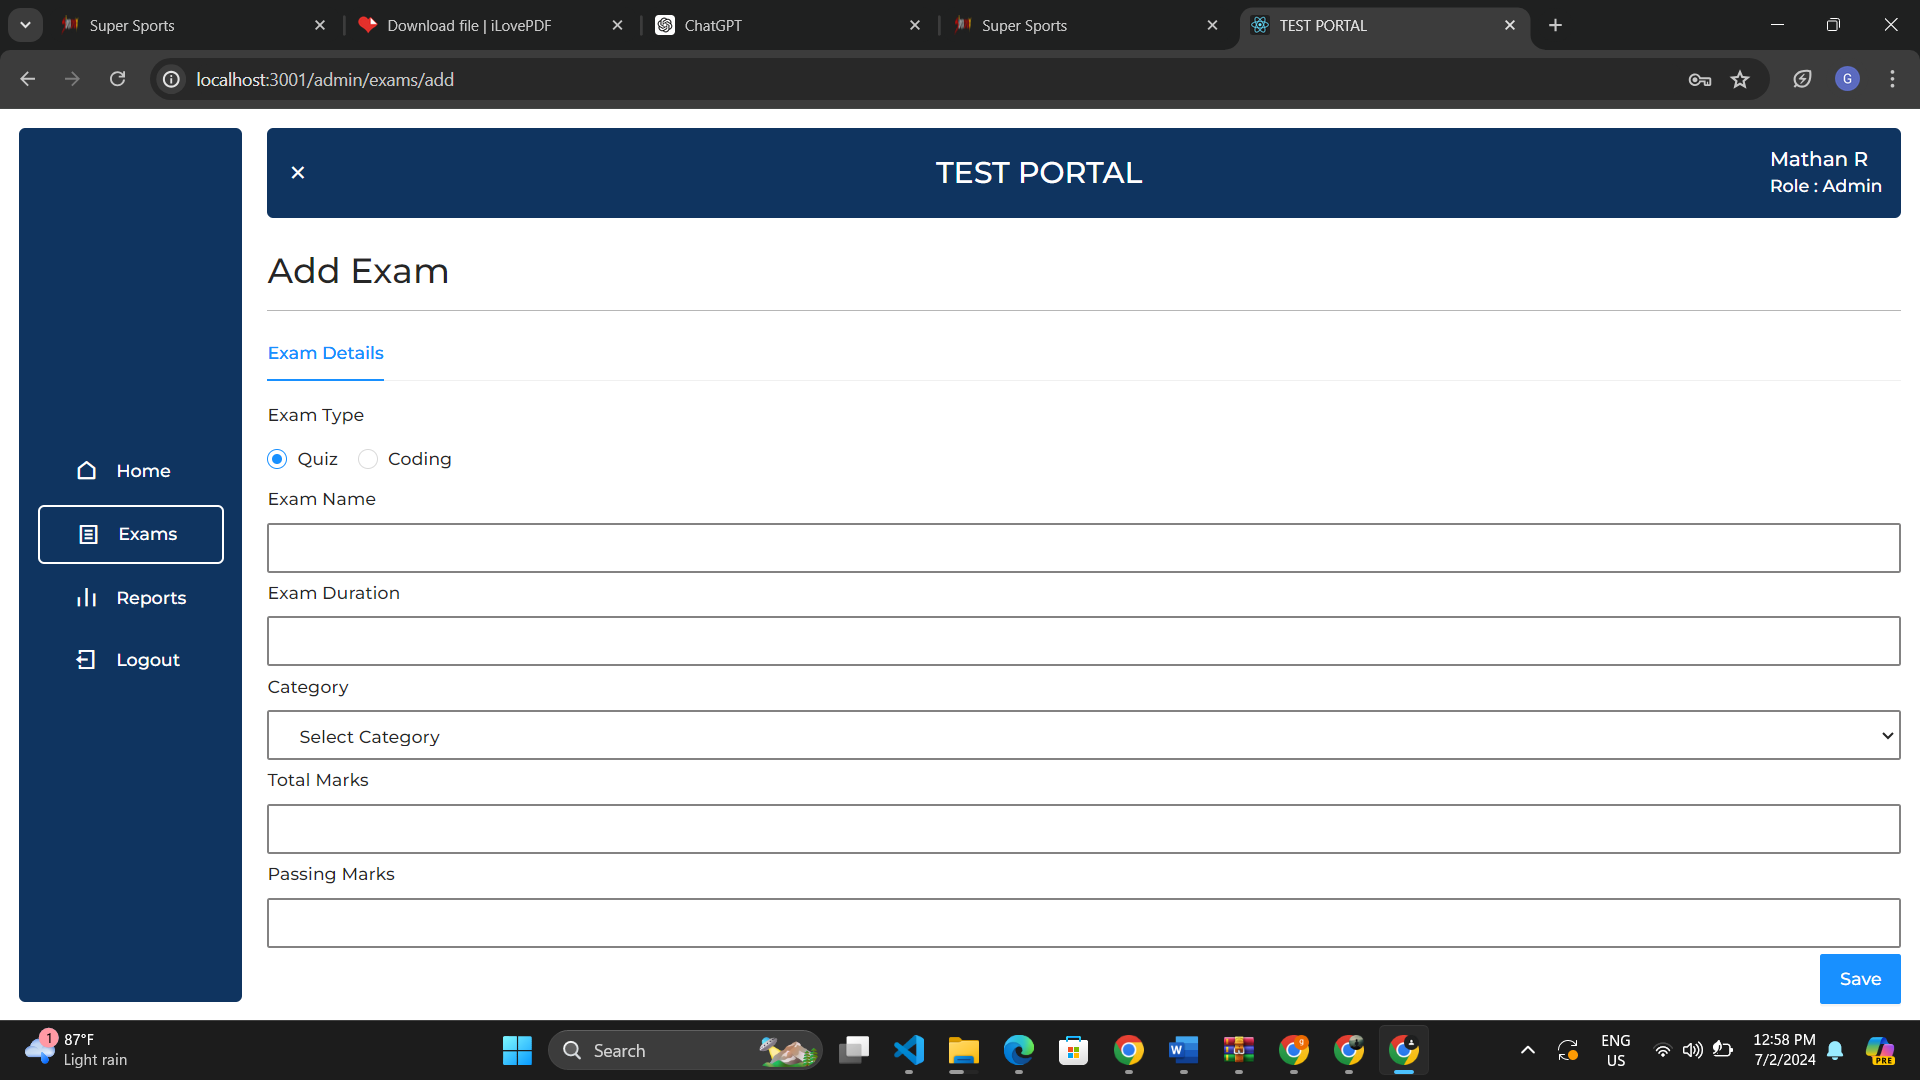 Super Sports
Download file | iLovePDF
ChatGPT
Super Sports
TEST PORTAL
localhost:3001/admin/exams/add
G
TEST PORTAL
Mathan R
Role : Admin
Home
Exams
Reports
Logout
Add Exam
Exam Details
Exam Type
Quiz
Coding
Exam Name
Exam Duration
Category
Select Category
Total Marks
Passing Marks
Save
1
87°F
Light rain
Search
W
ENG
US
12:58 PM
7/2/2024
PRE